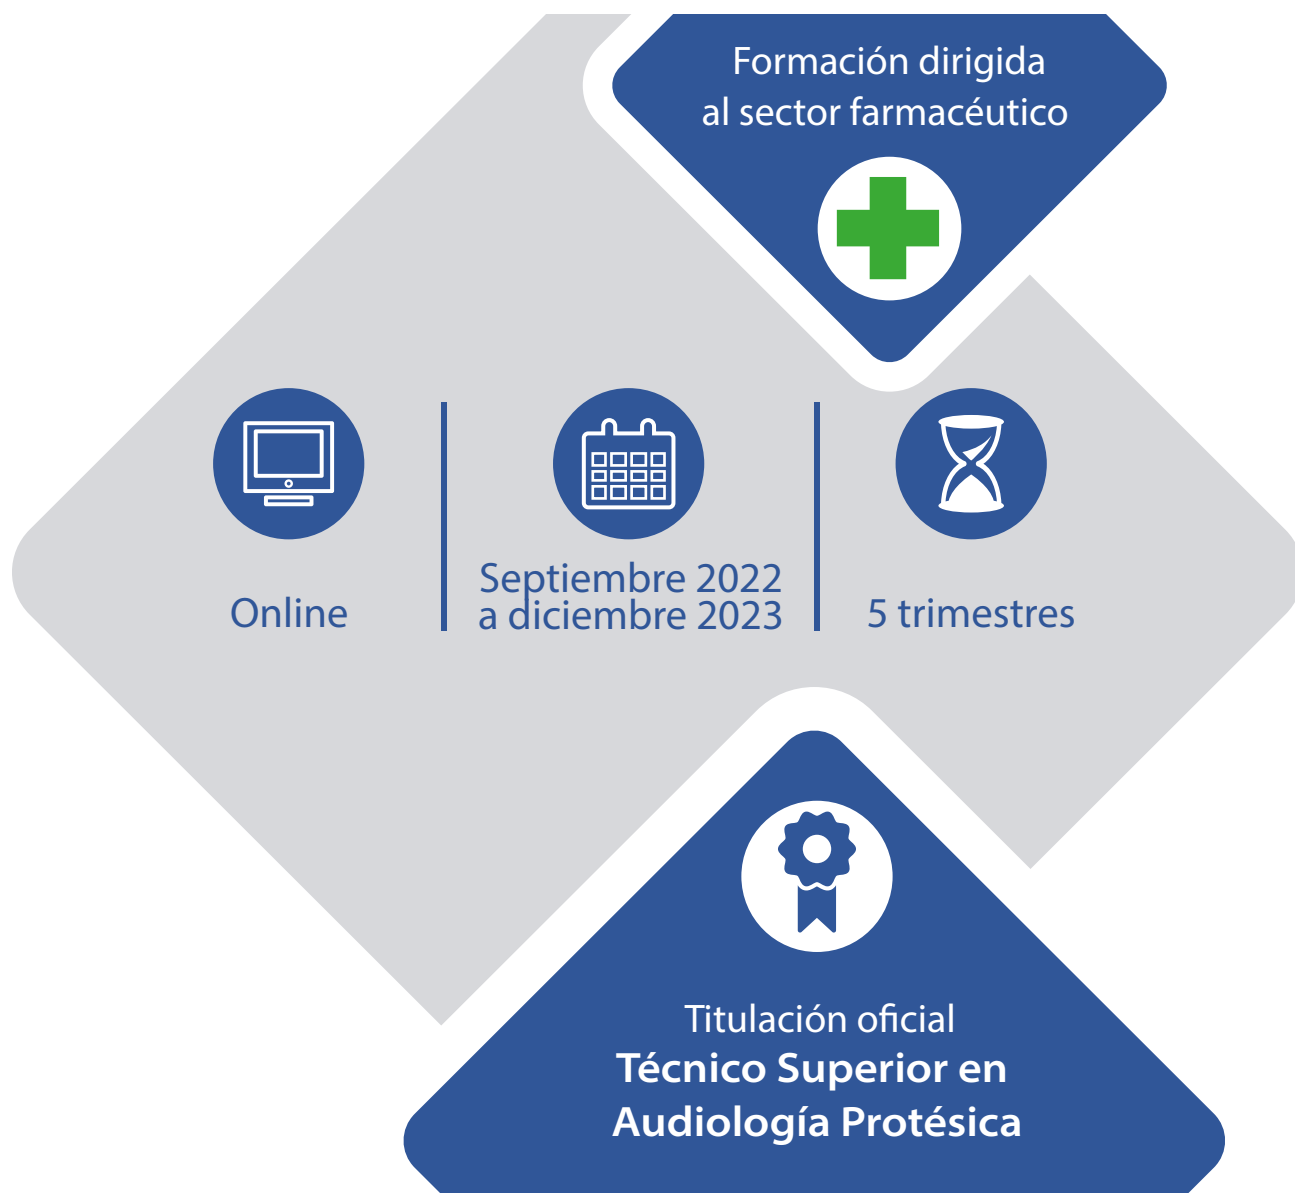 Formación dirigida
al sector farmacéutico
Online
Septiembre 2022
a diciembre 2023
5 trimestres
Titulación oficial
Técnico Superior en
Audiología Protésica